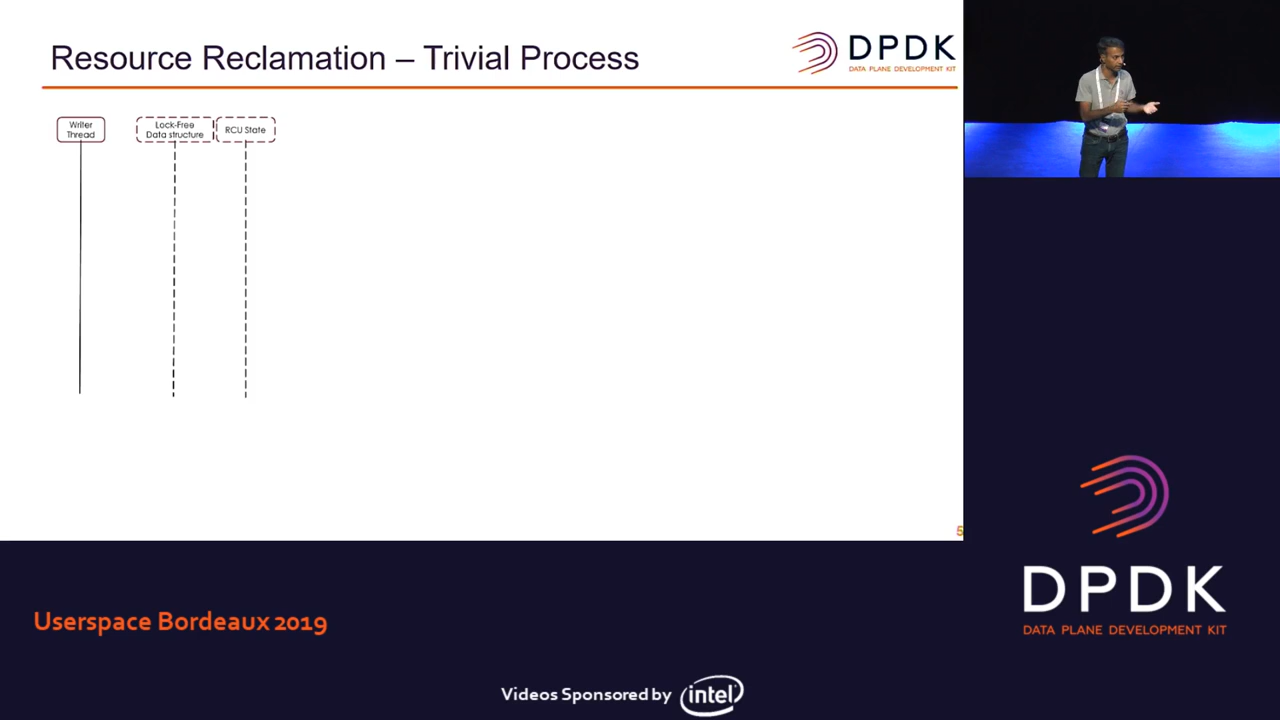 Resource Reclamation – Trivial Process
DPDK
DATA PLANE DEVELOPMENT KIT
Writer
Thread
Lock-Free
Data structure
RCU State
5
DPDK
DATA PLANE DEVELOPMENT KIT
Userspace Bordeaux 2019
Videos Sponsored by intel